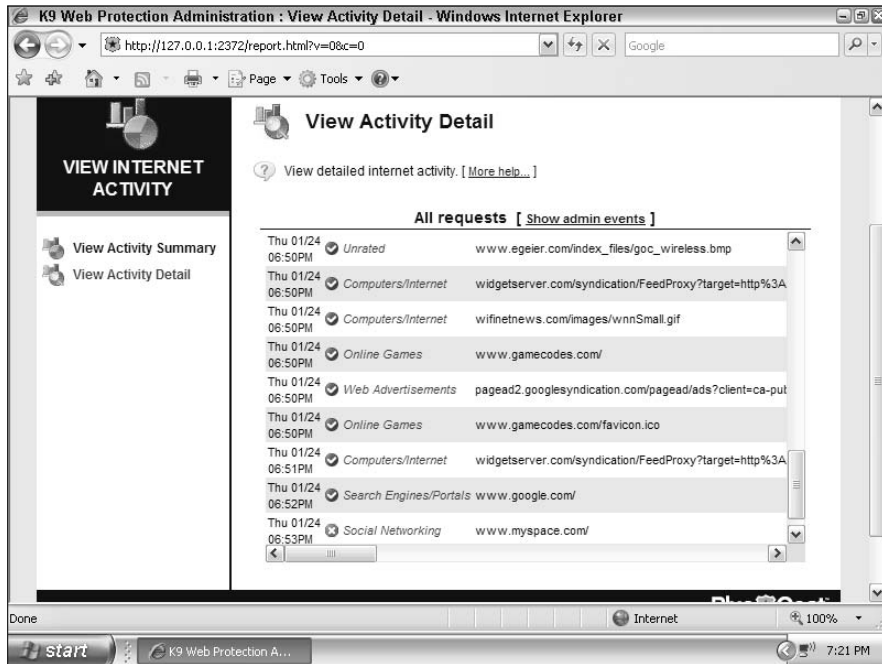 K9 Web Protection Administration : View Activity Detail - Windows Internet Explorer
http://127.0.0.1:2372/report.html?v=0&c=0
Google
Page
Tools
VIEW INTERNET
ACTIVITY
View Activity Summary
View Activity Detail
View Activity Detail
View detailed internet activity. [ More help... ]
All requests [ Show admin events ]
Thu 01/24 06:50PM Unrated www.egeier.com/index_files/goc_wireless.bmp
Thu 01/24 06:50PM Computers/Internet widgetserver.com/syndication/FeedProxy?target=http%3A
Thu 01/24 06:50PM Computers/Internet wifinetnews.com/images/wnnSmall.gif
Thu 01/24 06:50PM Online Games www.gamecodes.com/
Thu 01/24 06:50PM Web Advertisements pagead2.googlesyndication.com/pagead/ads?client=ca-pub
Thu 01/24 06:50PM Online Games www.gamecodes.com/favicon.ico
Thu 01/24 06:51PM Computers/Internet widgetserver.com/syndication/FeedProxy?target=http%3A
Thu 01/24 06:52PM Search Engines/Portals www.google.com/
Thu 01/24 06:53PM Social Networking www.myspace.com/
Done
Internet
100%
start
K9 Web Protection A...
7:21 PM